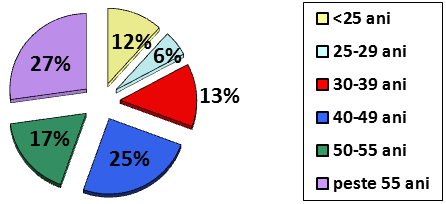 12%
6%
13%
25%
17%
27%
<25 ani
25-29 ani
30-39 ani
40-49 ani
50-55 ani
peste 55 ani